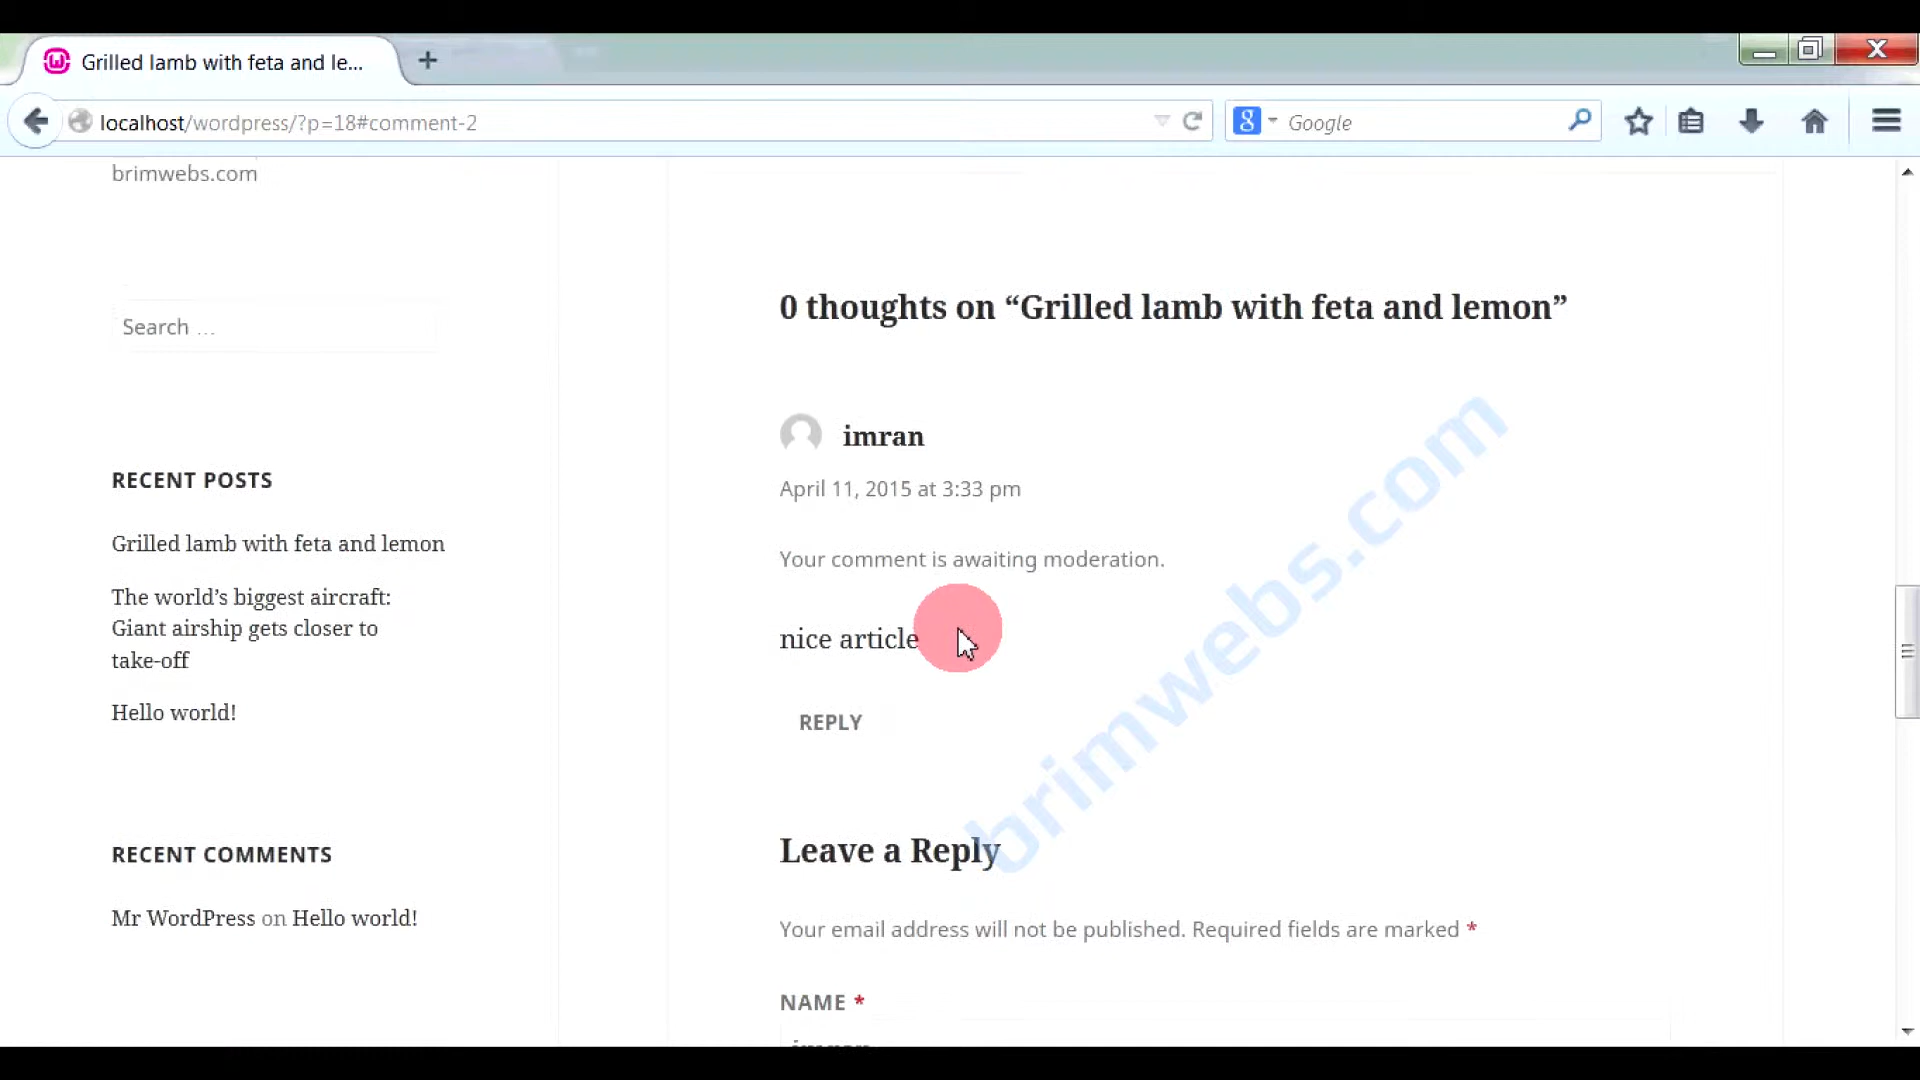 Grilled lamb with feta and le...
localhost/wordpress/?p=18#comment-2
Google
brimwebs.com
Search ...
RECENT POSTS
Grilled lamb with feta and lemon
The world’s biggest aircraft:
Giant airship gets closer to
take-off
Hello world!
RECENT COMMENTS
Mr WordPress on Hello world!
0 thoughts on “Grilled lamb with feta and lemon”
imran
April 11, 2015 at 3:33 pm
Your comment is awaiting moderation.
nice article
REPLY
Leave a Reply
Your email address will not be published. Required fields are marked *
NAME *
brimwebs.com